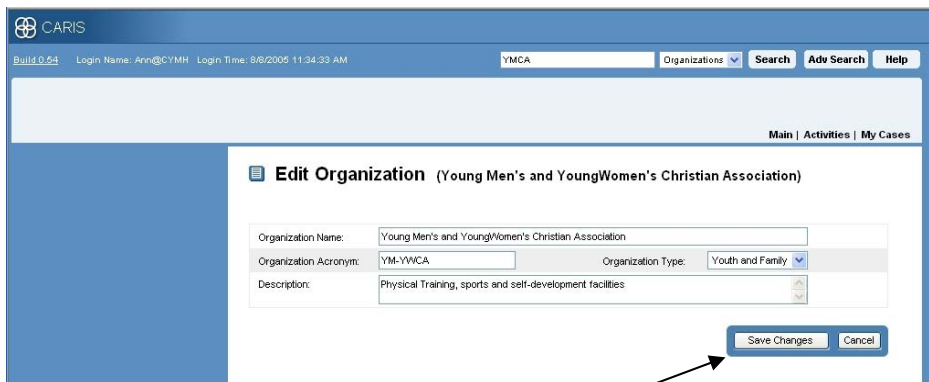 CARIS
Build 0.54 Login Name: Ann@CYMH Login Time: 8/8/2005 11:34:33 AM YMCA Organizations Search Adv Search Help
Main | Activities | My Cases
Edit Organization (Young Men's and YoungWomen's Christian Association)
Organization Name: Young Men's and YoungWomen's Christian Association
Organization Acronym: YM-YWCA Organization Type: Youth and Family
Description: Physical Training, sports and self-development facilities
Save Changes Cancel